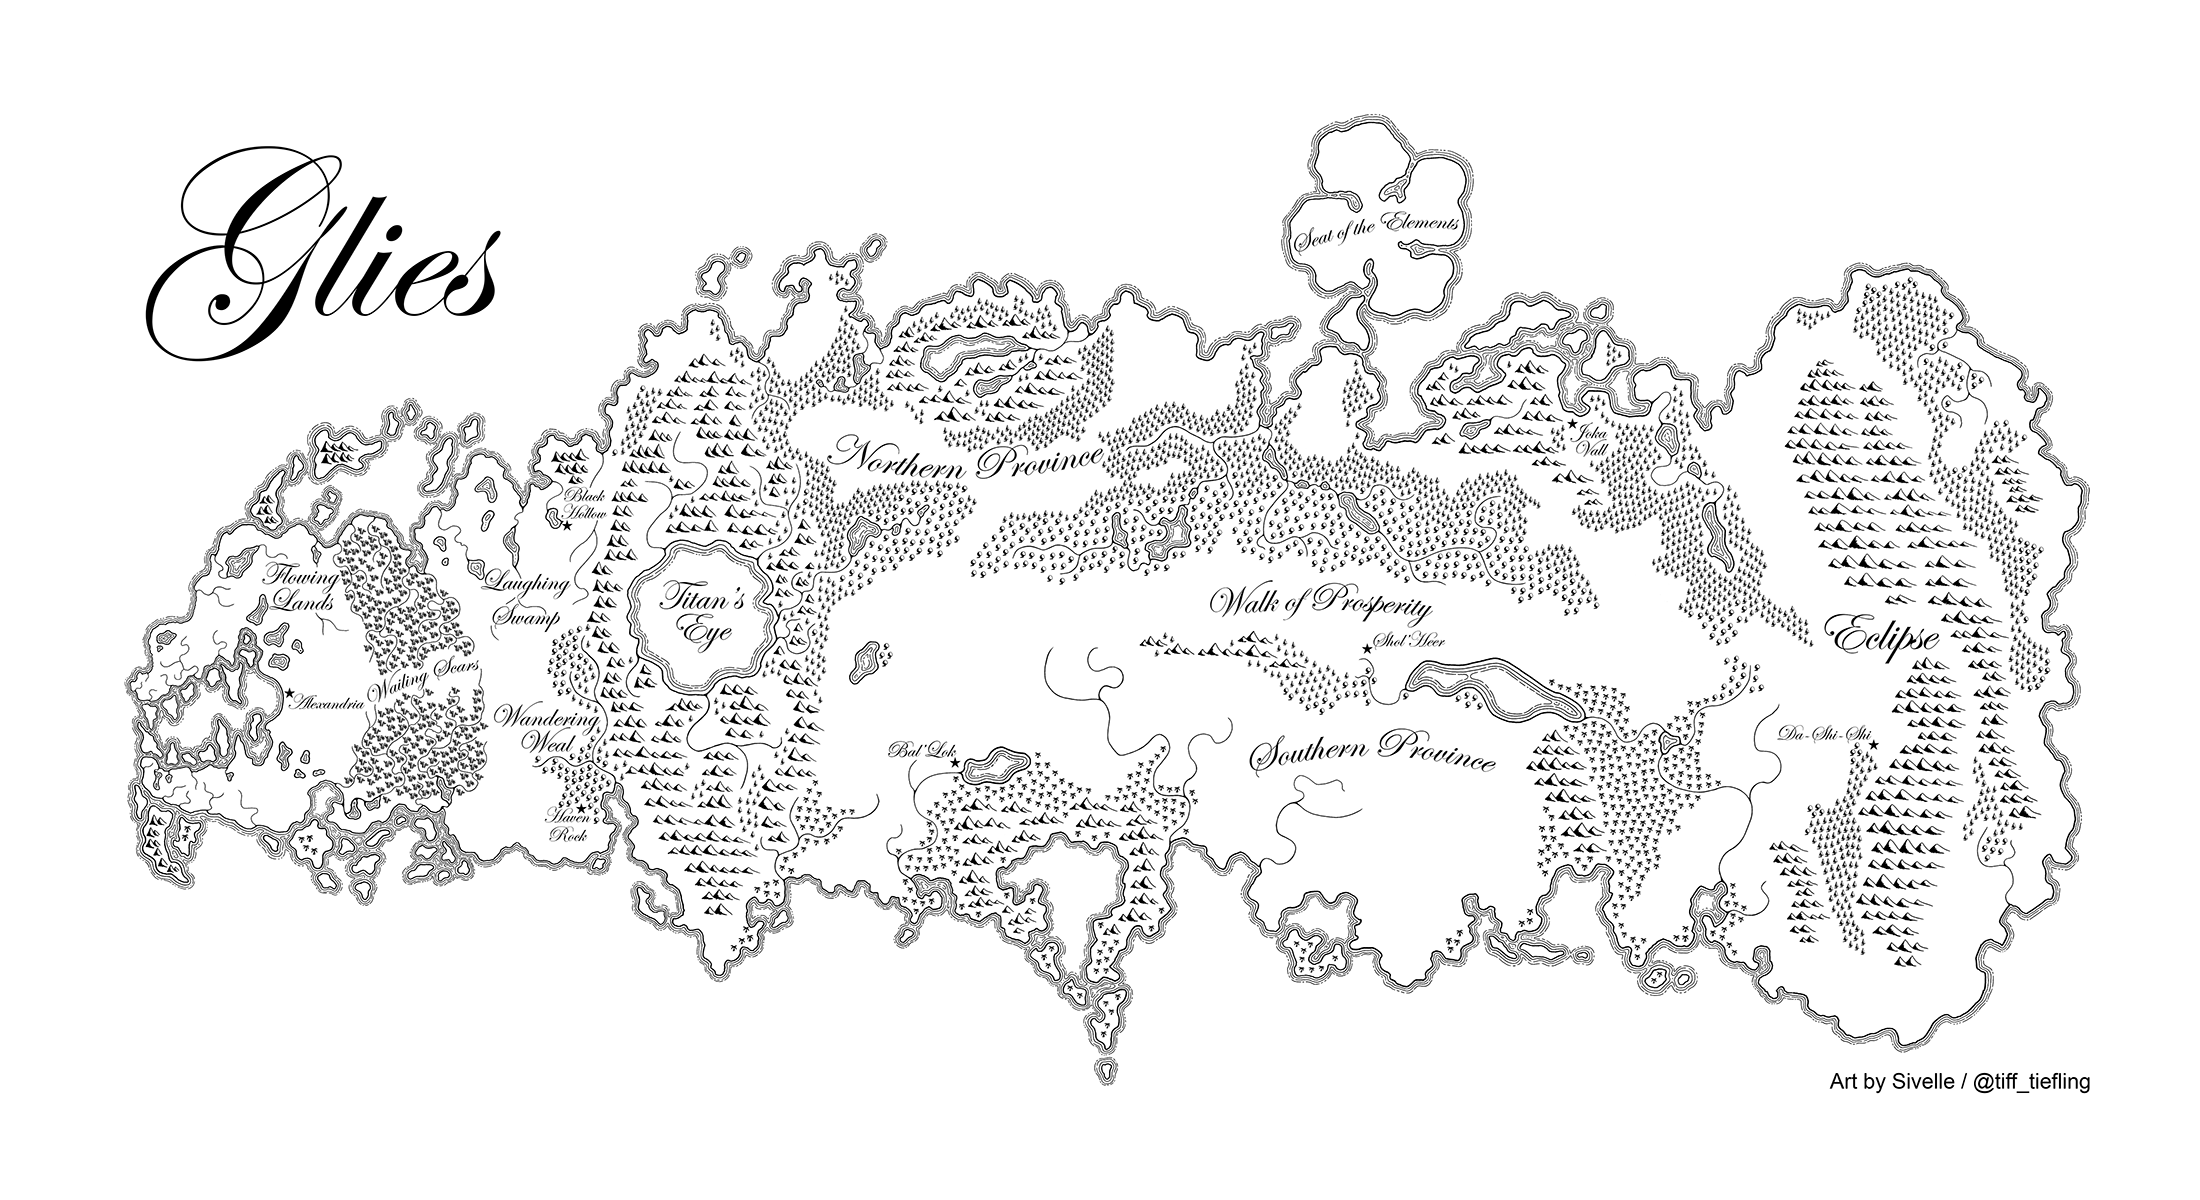 Glies
Seat of the Elements
Northern Province
Joka
Vall
Black
Hollow
Flowing
Lands
Laughing
Swamp
Titan's
Eye
Walk of Prosperity
Shol'Heer
Eclipse
Wailing Scars
Alexandria
Wandering
Weal
Bal'Lok
Southern Province
Da-Shi-Shi
Haven
Rock
Art by Sivelle / @tiff_tiefling